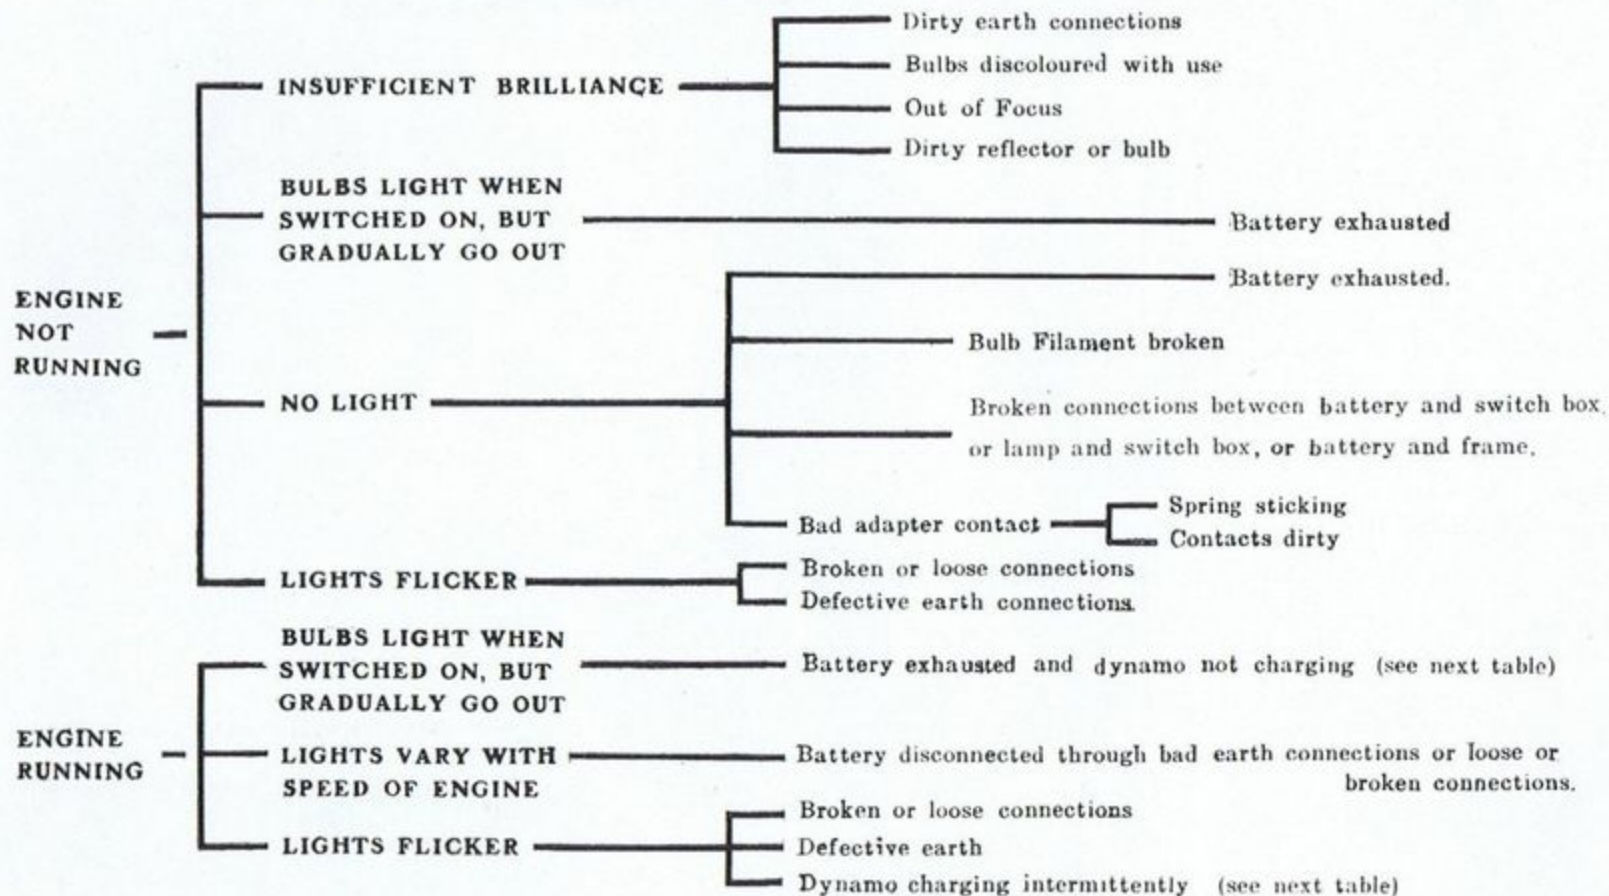 ENGINE
NOT
RUNNING
INSUFFICIENT BRILLIANCE
Dirty earth connections
Bulbs discoloured with use
Out of Focus
Dirty reflector or bulb
BULBS LIGHT WHEN
SWITCHED ON, BUT
GRADUALLY GO OUT
Battery exhausted
NO LIGHT
Battery exhausted.
Bulb Filament broken
Broken connections between battery and switch box,
or lamp and switch box, or battery and frame.
Bad adapter contact
Spring sticking
Contacts dirty
LIGHTS FLICKER
Broken or loose connections
Defective earth connections.
ENGINE
RUNNING
BULBS LIGHT WHEN
SWITCHED ON, BUT
GRADUALLY GO OUT
Battery exhausted and dynamo not charging (see next table)
LIGHTS VARY WITH
SPEED OF ENGINE
Battery disconnected through bad earth connections or loose or
broken connections.
LIGHTS FLICKER
Broken or loose connections
Defective earth
Dynamo charging intermittently (see next table)